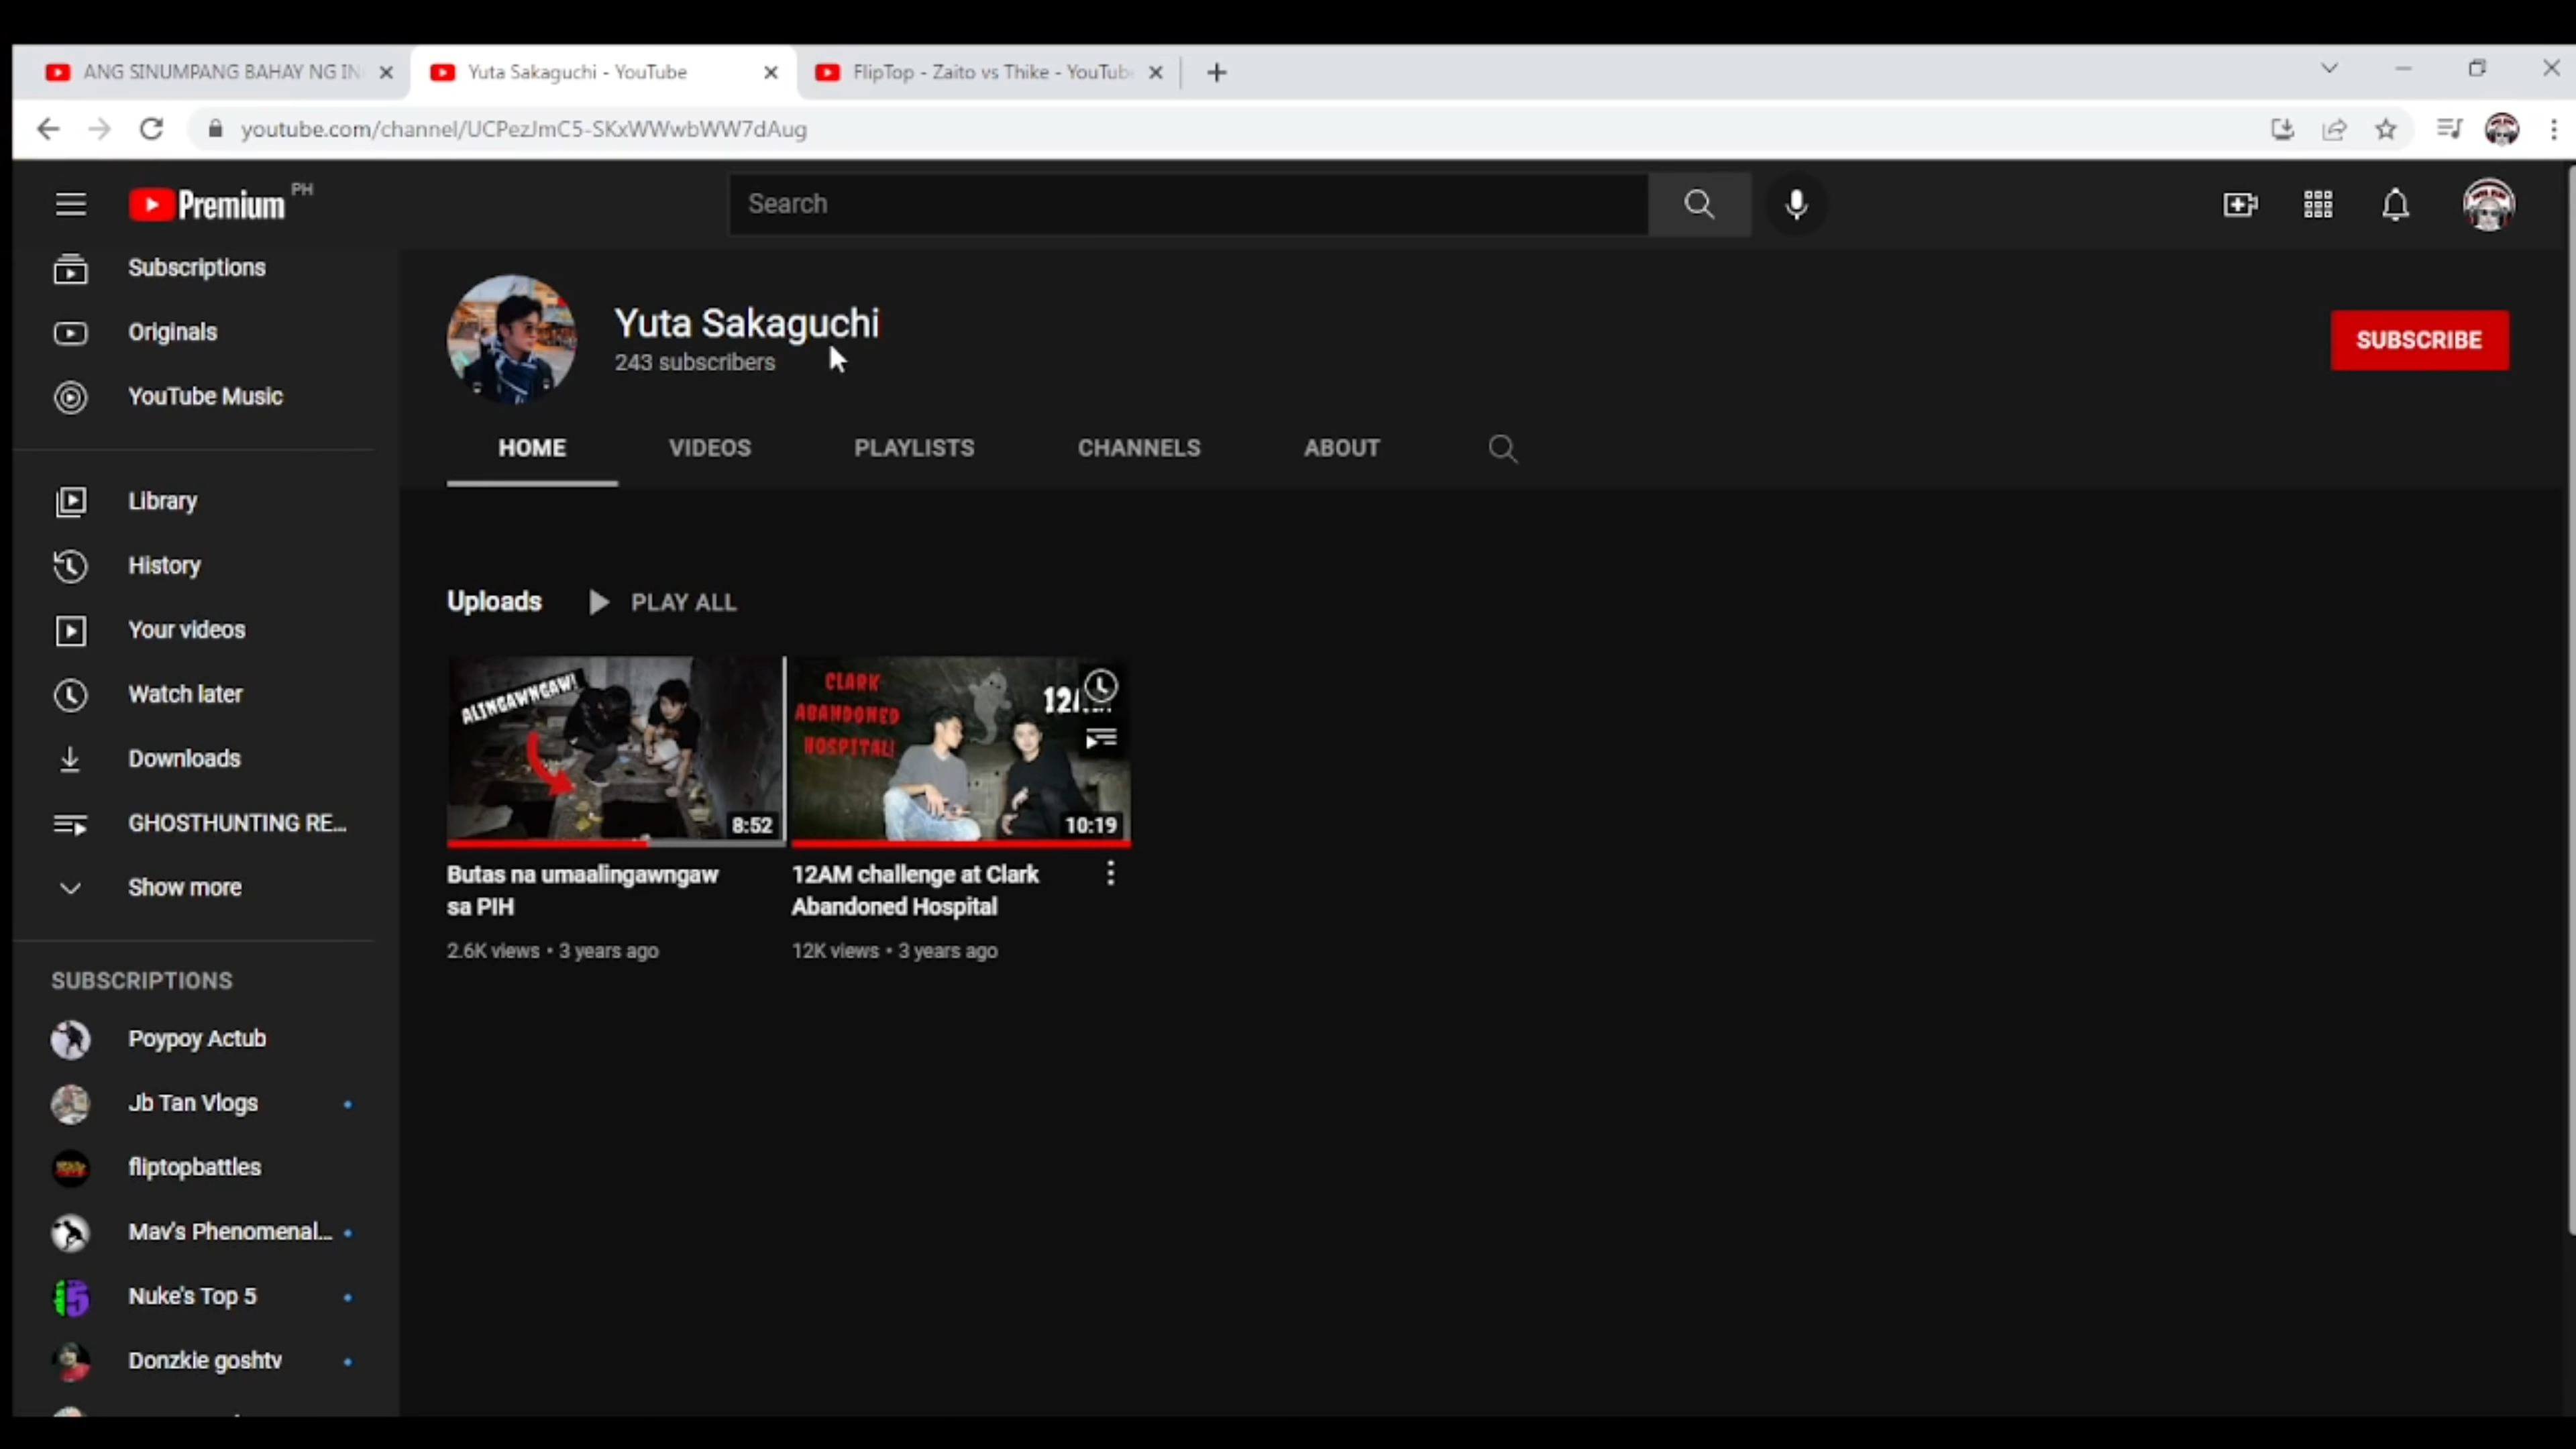 ANG SINUMPANG BAHAY NG IN
Yuta Sakaguchi - YouTube
FlipTop - Zaito vs Thike - YouTube
youtube.com/channel/UCPezJmC5-SKxWWwbWW7dAug
Premium PH
Search
Subscriptions
Originals
YouTube Music
Library
History
Your videos
Watch later
Downloads
GHOSTHUNTING RE...
Show more
SUBSCRIPTIONS
Poypoy Actub
Jb Tan Vlogs
fliptopbattles
Mav's Phenomenal...
Nuke's Top 5
Donzkie goshtv
Yuta Sakaguchi
243 subscribers
SUBSCRIBE
HOME VIDEOS PLAYLISTS CHANNELS ABOUT
Uploads PLAY ALL
ALINGAWNGAW!
8:52
Butas na umaalingawngaw
sa PIH
2.6K views • 3 years ago
CLARK
ABANDONED
HOSPITAL!
10:19
12AM challenge at Clark
Abandoned Hospital
12K views • 3 years ago